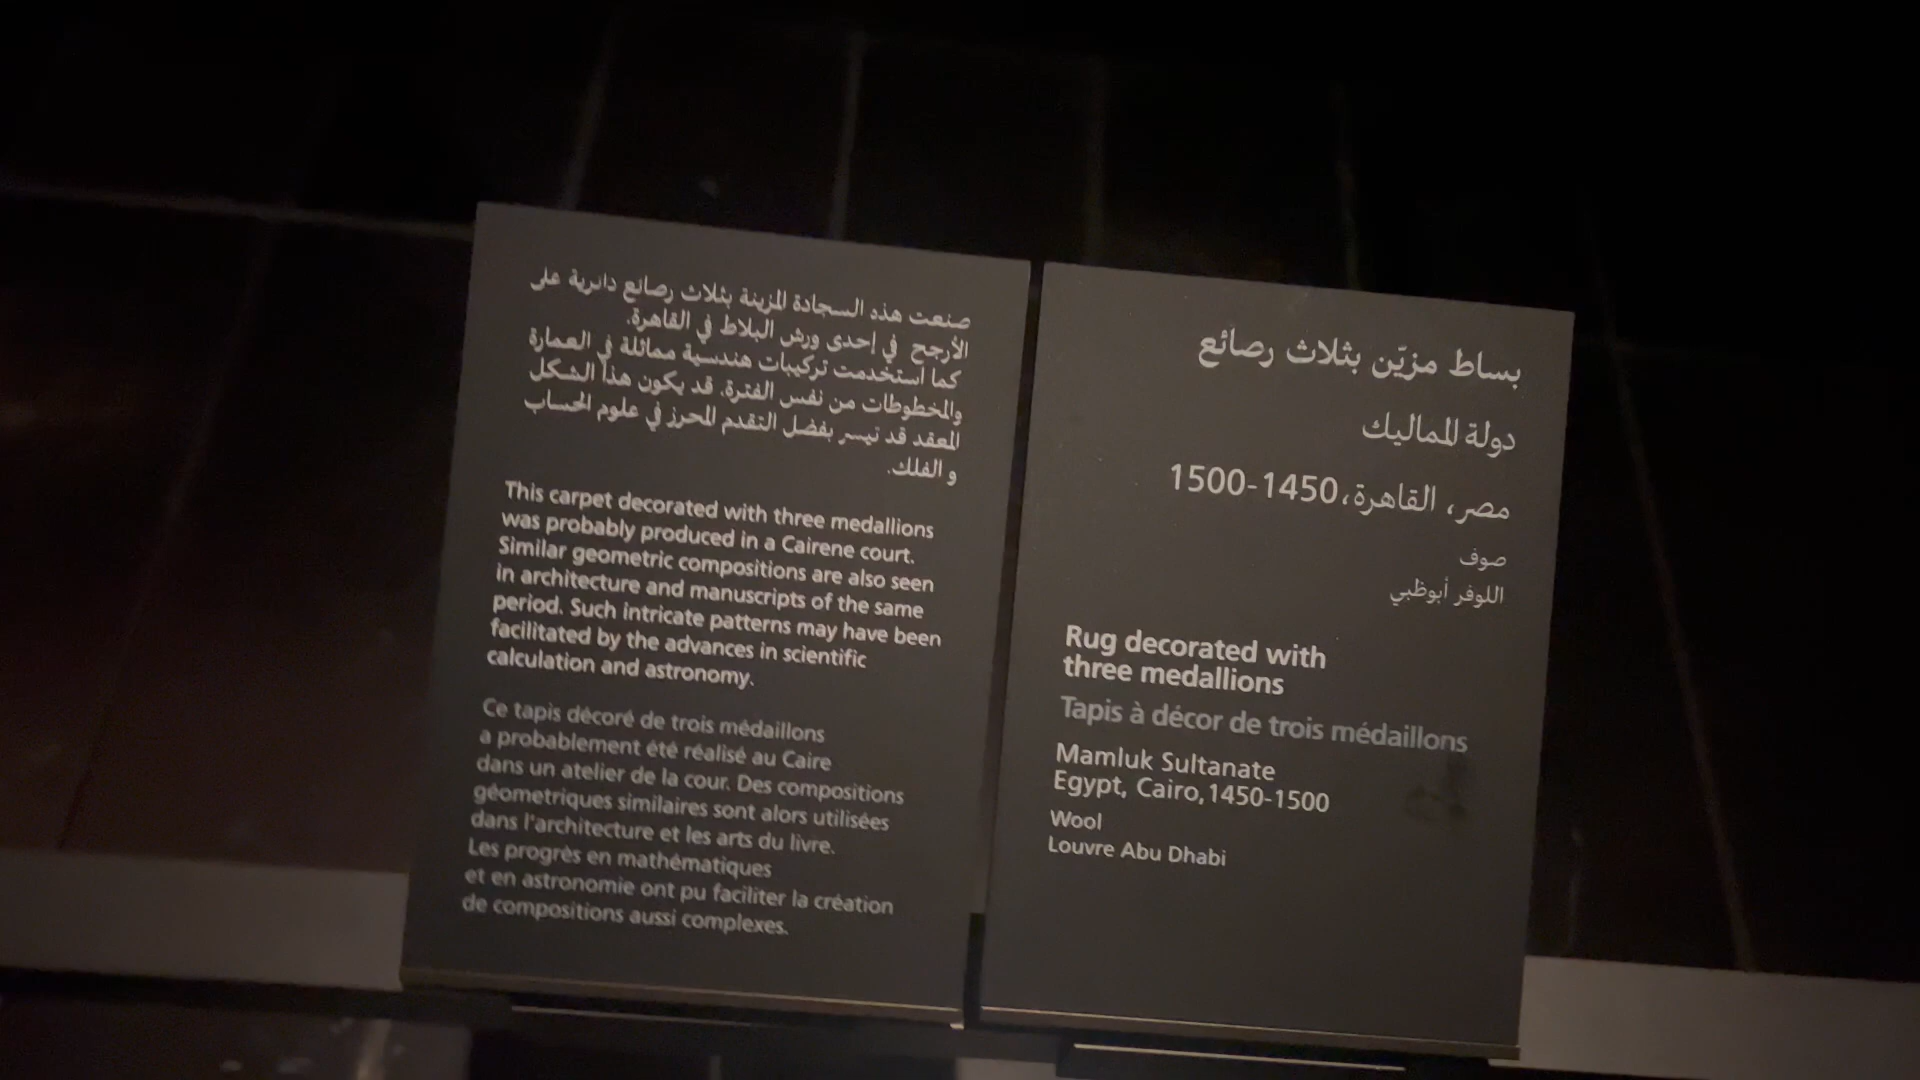 صنعت هذه السجادة المزينة بثلاث رصائع دائرية على
الأرجح في إحدى ورش البلاط في القاهرة.
كما استخدمت تركيبات هندسية مماثلة في العمارة
والمخطوطات من نفس الفترة. قد يكون هذا الشكل
المعقد قد تيسر بفضل التقدم المحرز في علوم الحساب
و الفلك.
This carpet decorated with three medallions
was probably produced in a Cairene court.
Similar geometric compositions are also seen
in architecture and manuscripts of the same
period. Such intricate patterns may have been
facilitated by the advances in scientific
calculation and astronomy.
Ce tapis décoré de trois médaillons
a probablement été réalisé au Caire
dans un atelier de la cour. Des compositions
géometriques similaires sont alors utilisées
dans l'architecture et les arts du livre.
Les progrès en mathématiques
et en astronomie ont pu faciliter la création
de compositions aussi complexes.
بساط مزيّن بثلاث رصائع
دولة المماليك
مصر، القاهرة، 1450-1500
صوف
اللوفر أبوظبي
Rug decorated with
three medallions
Tapis à décor de trois médaillons
Mamluk Sultanate
Egypt, Cairo, 1450-1500
Wool
Louvre Abu Dhabi